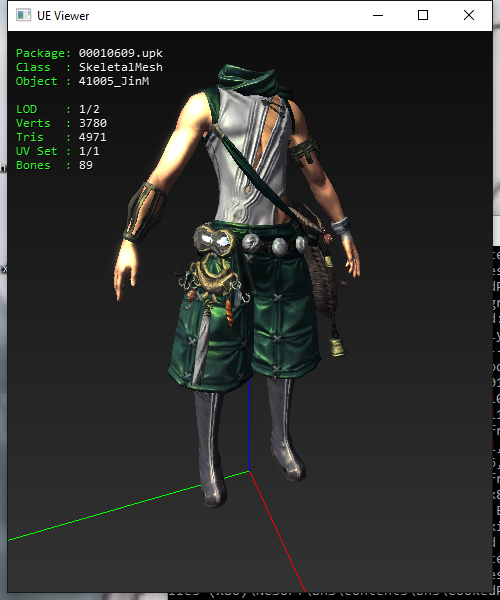 UE Viewer
Package: 00010609.upk
Class : SkeletalMesh
Object : 41005_JinM
LOD : 1/2
Verts : 3780
Tris : 4971
UV Set : 1/1
Bones : 89